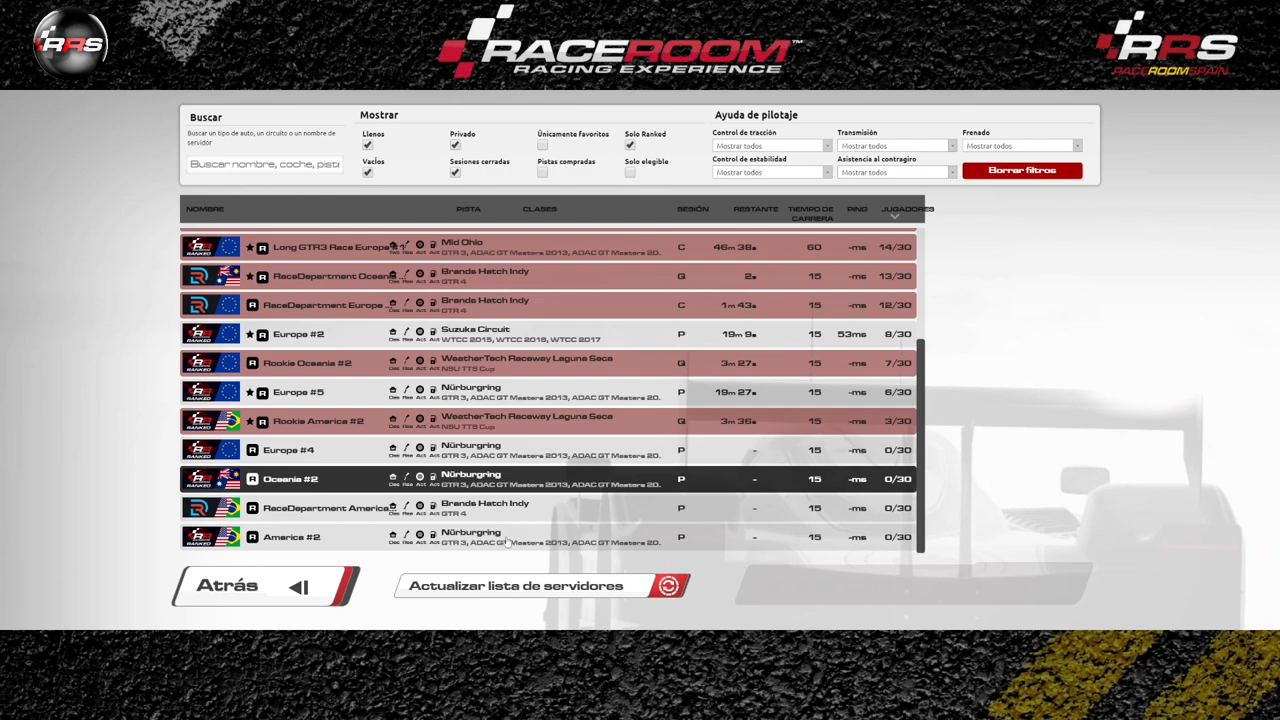 RRS
RACEROOM™
RACING EXPERIENCE
RRS
RACEROOMSPAIN
Buscar
Buscar un tipo de auto, un circuito o un nombre de
servidor
Buscar nombre, coche, pista
Mostrar
Llenos
Privado
Únicamente favoritos
Solo Ranked
Vacíos
Sesiones cerradas
Pistas compradas
Solo elegible
Ayuda de pilotaje
Control de tracción
Transmisión
Frenado
Mostrar todos
Mostrar todos
Mostrar todos
Control de estabilidad
Asistencia al contragiro
Mostrar todos
Mostrar todos
Borrar filtros
NOMBRE PISTA CLASES SESIÓN RESTANTE TIEMPO DE CARRERA PING JUGADORES
Long GTR3 Race Europe #1 Mid Ohio C 46m 38s 60 -ms 14/30
GTR 3, ADAC GT Masters 2013, ADAC GT Masters 20.
RaceDepartment Oceania ... Brands Hatch Indy Q 2s 15 -ms 13/30
GTR 4
RaceDepartment Europe ... Brands Hatch Indy C 1m 43s 15 -ms 12/30
GTR 4
Europe #2 Suzuka Circuit P 19m 9s 15 53ms 8/30
WTCC 2015, WTCC 2016, WTCC 2017
Rookie Oceania #2 WeatherTech Raceway Laguna Seca Q 3m 27s 15 -ms 7/30
NSU TTS Cup
Europe #5 Nürburgring P 19m 27s 15 -ms 6/30
GTR 3, ADAC GT Masters 2013, ADAC GT Masters 20.
Rookie America #2 WeatherTech Raceway Laguna Seca Q 3m 36s 15 -ms 3/30
NSU TTS Cup
Europe #4 Nürburgring P - 15 -ms 0/30
GTR 3, ADAC GT Masters 2013, ADAC GT Masters 20.
Oceania #2 Nürburgring P - 15 -ms 0/30
GTR 3, ADAC GT Masters 2013, ADAC GT Masters 20.
RaceDepartment America... Brands Hatch Indy P - 15 -ms 0/30
GTR 4
America #2 Nürburgring P - 15 -ms 0/30
GTR 3, ADAC GT Masters 2013, ADAC GT Masters 20.
Atrás
Actualizar lista de servidores